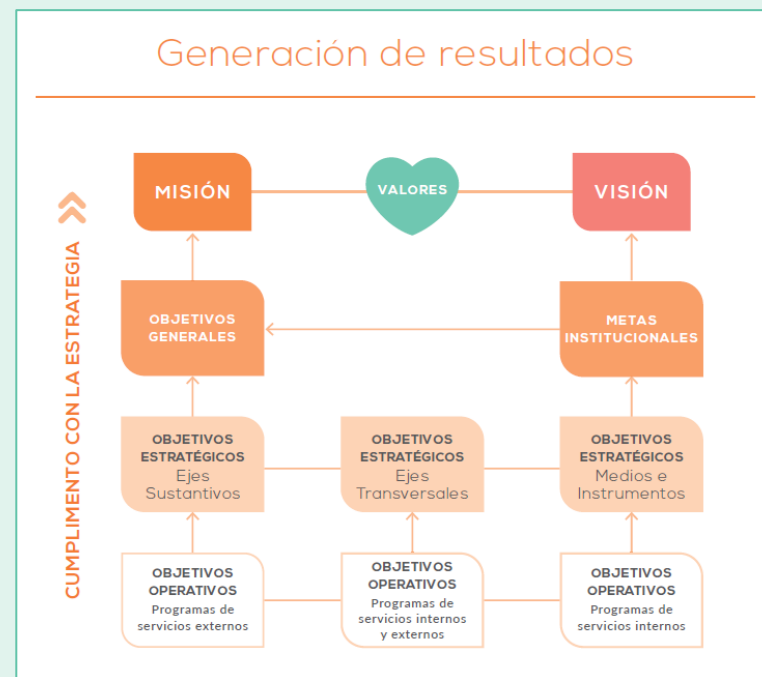 Generación de resultados
MISIÓN
VALORES
VISIÓN
CUMPLIMENTO CON LA ESTRATEGIA
OBJETIVOS
GENERALES
METAS
INSTITUCIONALES
OBJETIVOS
ESTRATÉGICOS
Ejes
Sustantivos
OBJETIVOS
ESTRATÉGICOS
Ejes
Transversales
OBJETIVOS
ESTRATÉGICOS
Medios e
Instrumentos
OBJETIVOS
OPERATIVOS
Programas de
servicios externos
OBJETIVOS
OPERATIVOS
Programas de
servicios internos
y externos
OBJETIVOS
OPERATIVOS
Programas de
servicios internos